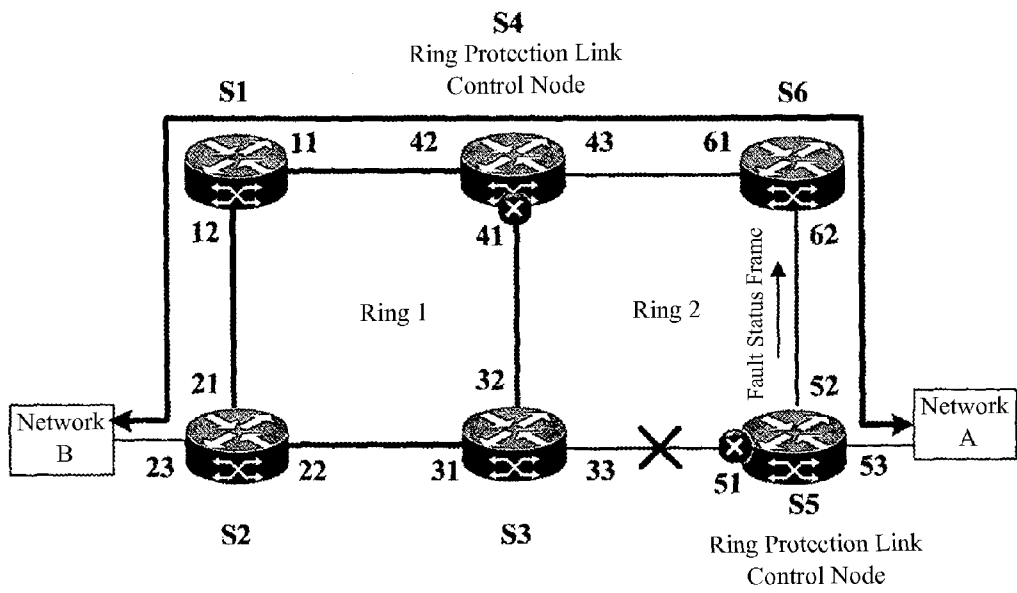 S4
Ring Protection Link
Control Node
S1
S6
11
42
43
61
12
41
62
Ring 1
Ring 2
Fault Status Frame
21
32
52
Network
B
Network
A
23
22
31
33
51
53
S2
S3
S5
Ring Protection Link
Control Node